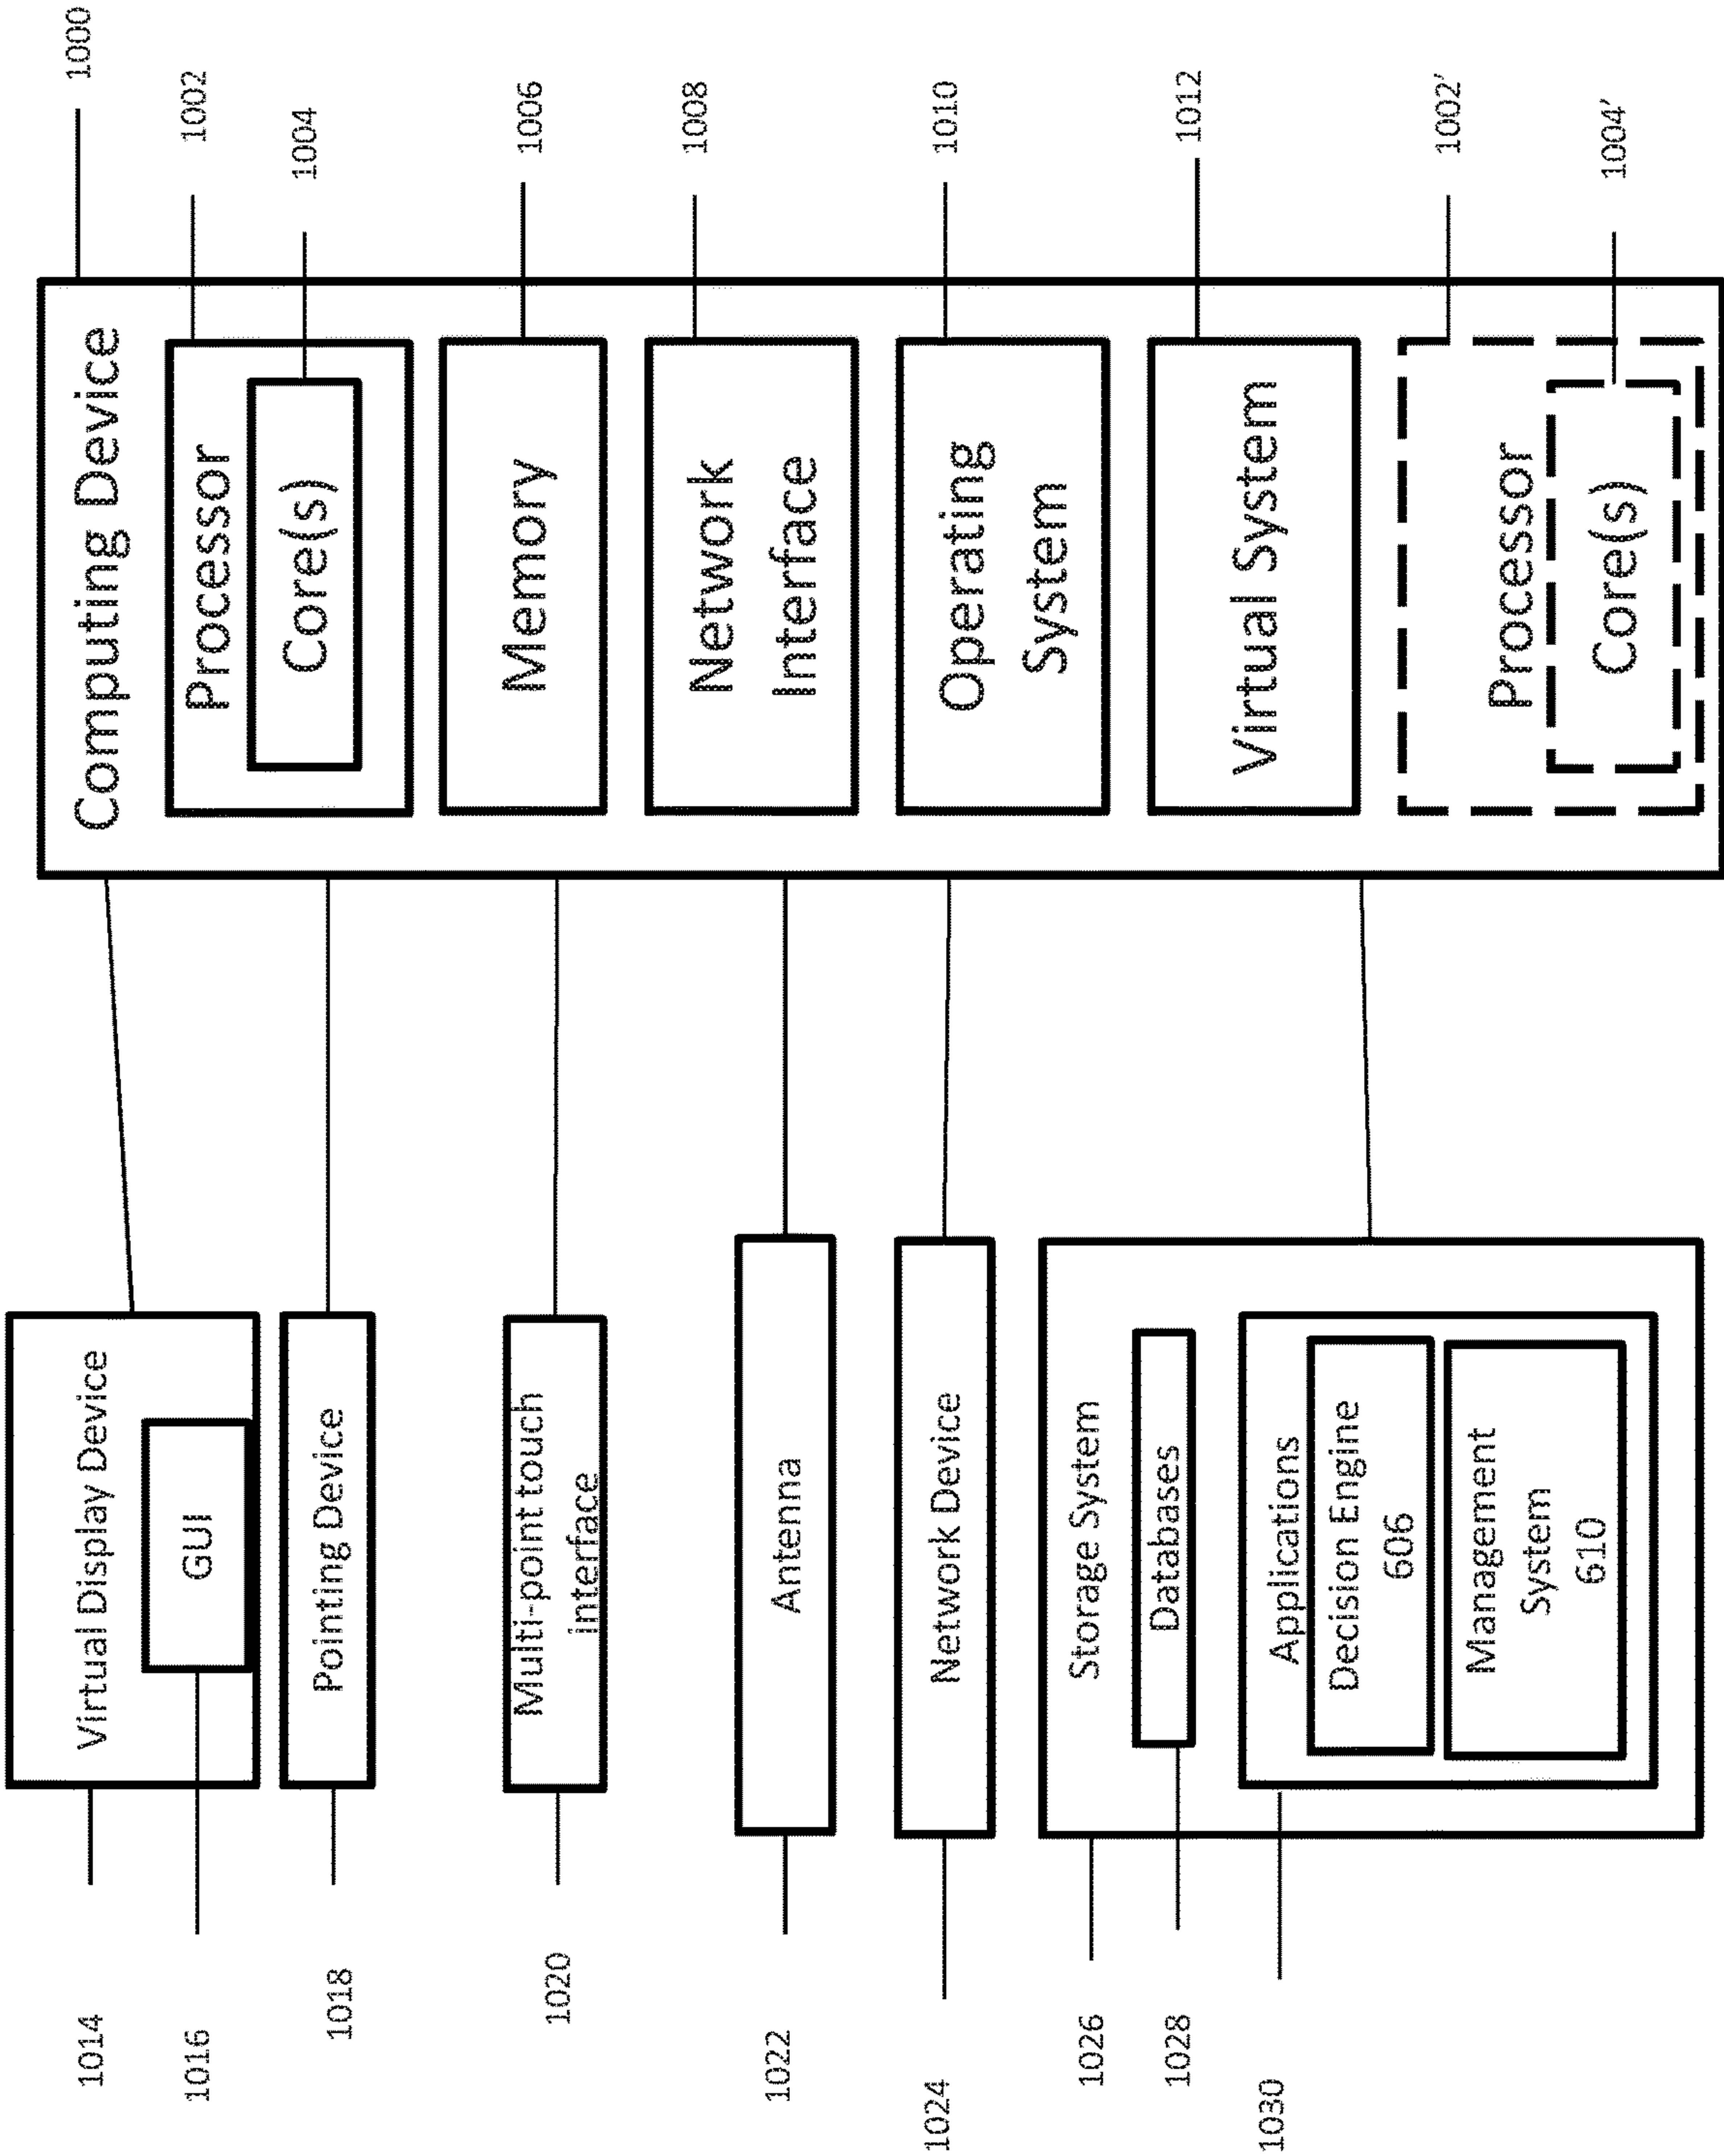 1014
Virtual Display Device
1016
GUI
1018
Pointing Device
1020
Multi-point touch
interface
1022
Antenna
1024
Network Device
1026
Storage System
1028
Databases
1030
Applications
Decision Engine
606
Management
System
610
Computing Device
1000
Processor
1002
Core(s)
1004
Memory
1006
Network
Interface
1008
Operating
System
1010
Virtual System
1012
Processor
1002'
Core(s)
1004'